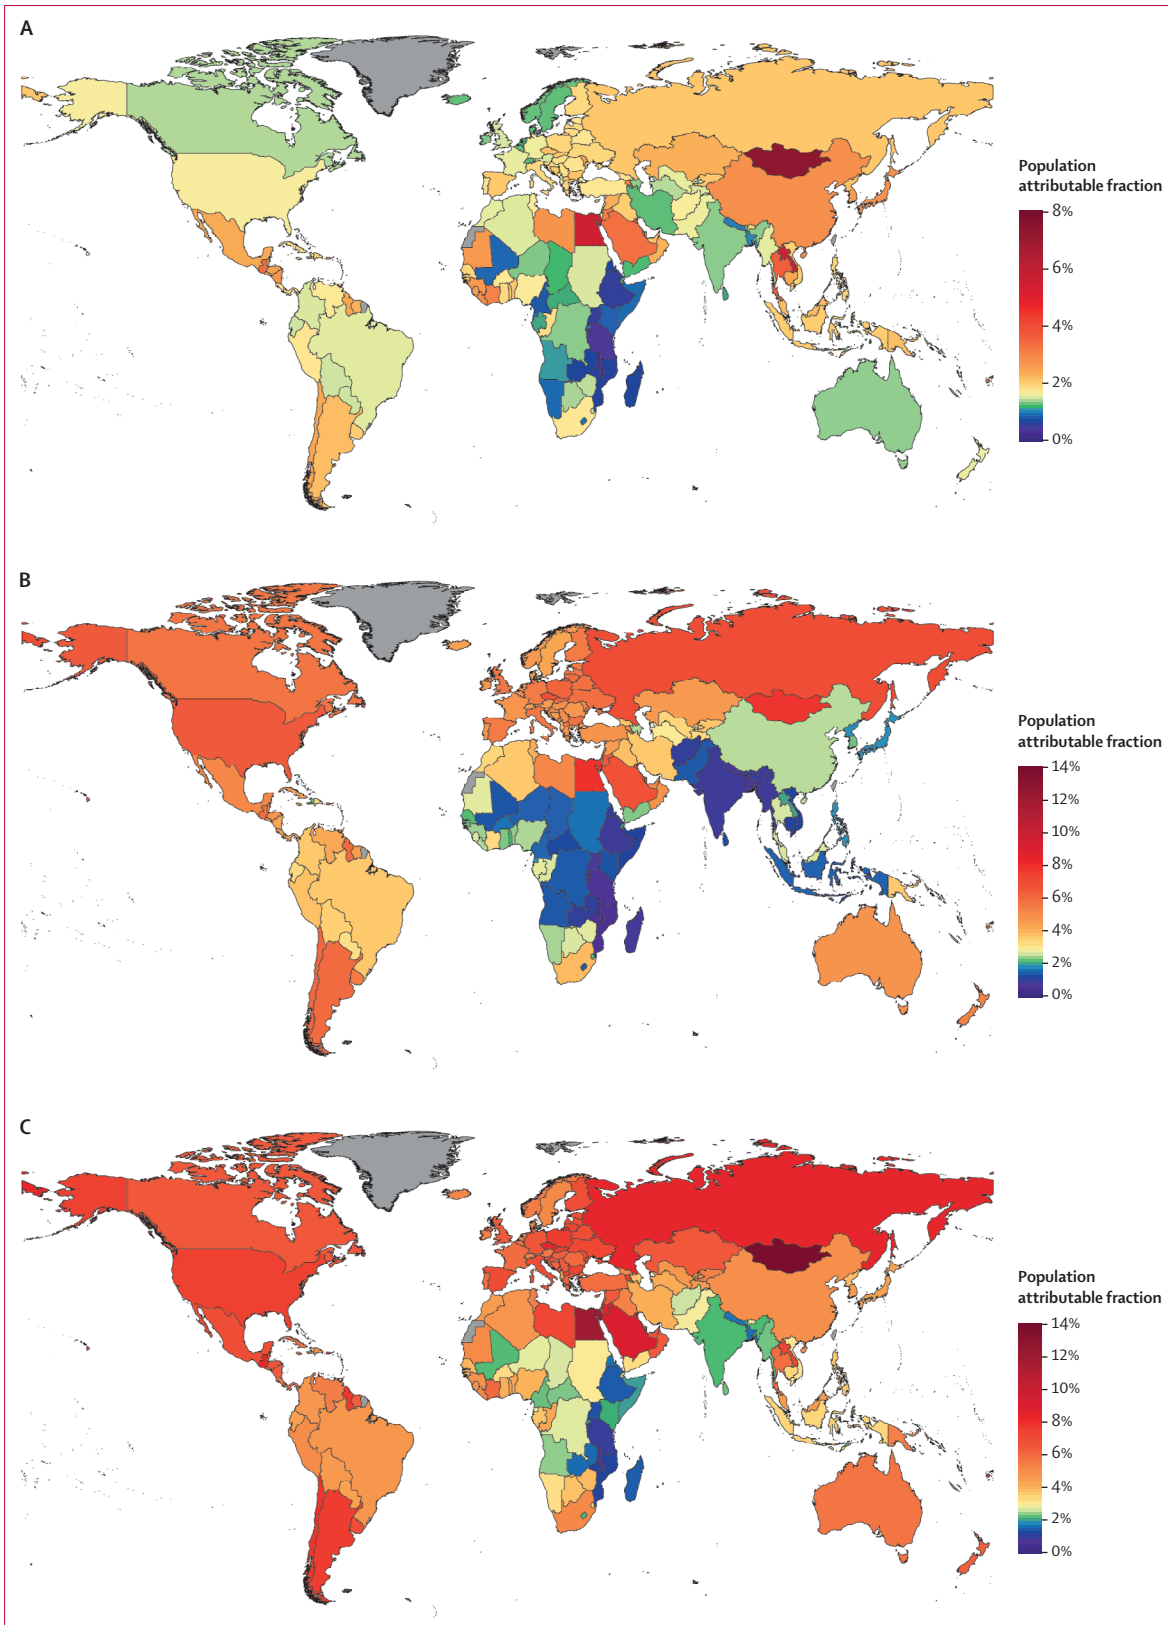 A
Population
attributable fraction
8%
6%
4%
2%
0%
B
Population
attributable fraction
14%
12%
10%
8%
6%
4%
2%
0%
C
Population
attributable fraction
14%
12%
10%
8%
6%
4%
2%
0%